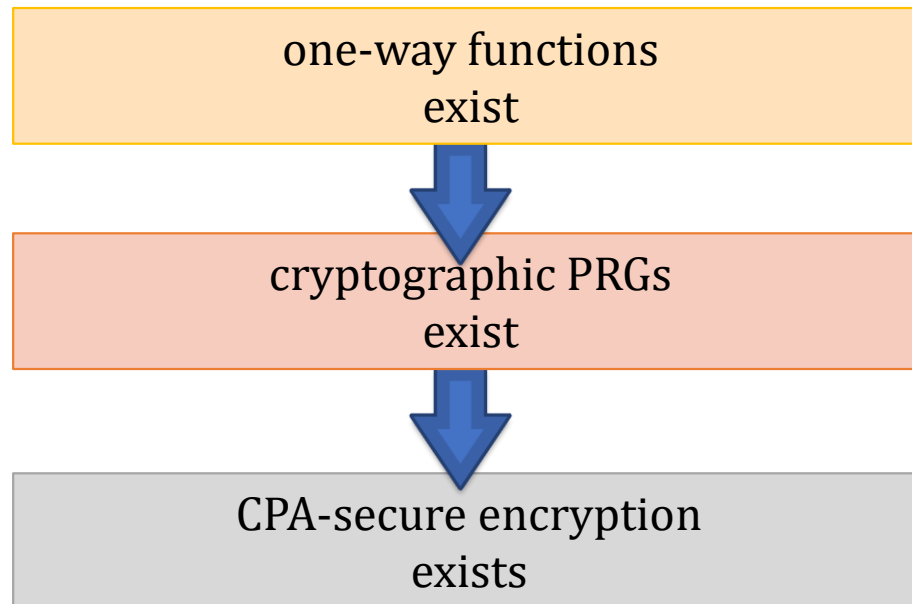 one-way functions
exist
cryptographic PRGs
exist
CPA-secure encryption
exists